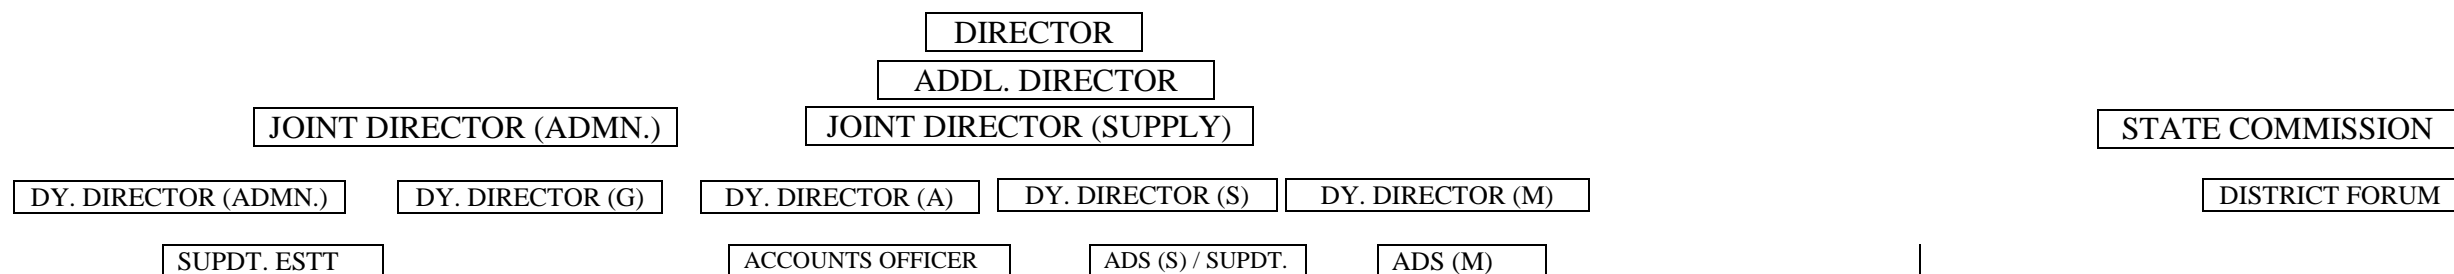 DIRECTOR
ADDL. DIRECTOR
JOINT DIRECTOR (ADMN.) JOINT DIRECTOR (SUPPLY) STATE COMMISSION
DY. DIRECTOR (ADMN.) DY. DIRECTOR (G) DY. DIRECTOR (A) DY. DIRECTOR (S) DY. DIRECTOR (M) DISTRICT FORUM
SUPDT. ESTT ACCOUNTS OFFICER ADS (S) / SUPDT. ADS (M)